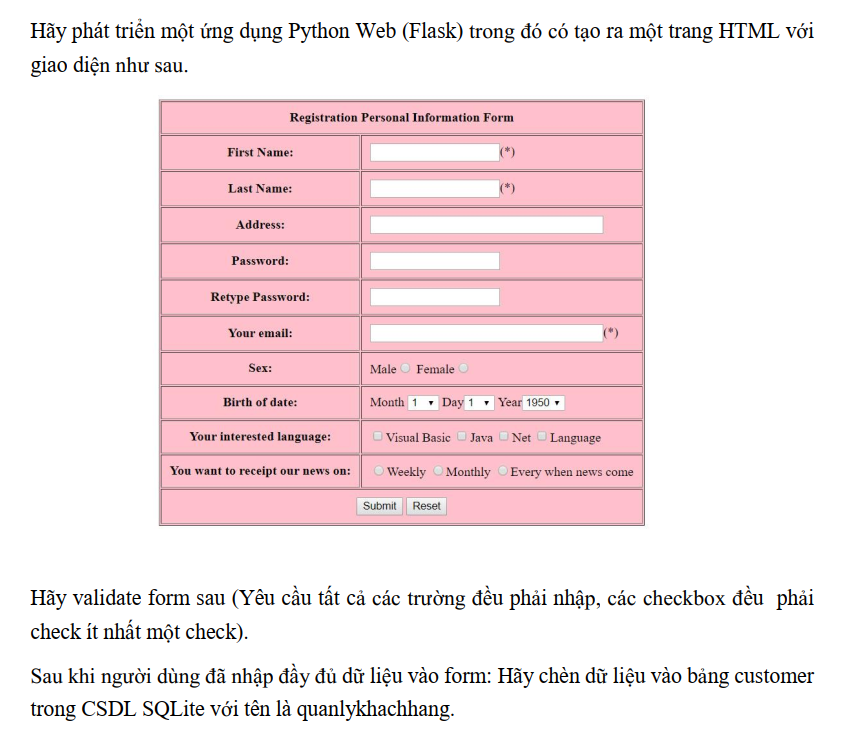 Hãy phát triển một ứng dụng Python Web (Flask) trong đó có tạo ra một trang HTML với
giao diện như sau.
Registration Personal Information Form
First Name: (*)
Last Name: (*)
Address:
Password:
Retype Password:
Your email: (*)
Sex: Male Female
Birth of date: Month 1 Day 1 Year 1950
Your interested language: Visual Basic Java Net Language
You want to receipt our news on: Weekly Monthly Every when news come
Submit Reset
Hãy validate form sau (Yêu cầu tất cả các trường đều phải nhập, các checkbox đều phải
check ít nhất một check).
Sau khi người dùng đã nhập đầy đủ dữ liệu vào form: Hãy chèn dữ liệu vào bảng customer
trong CSDL SQLite với tên là quanlykhachhang.